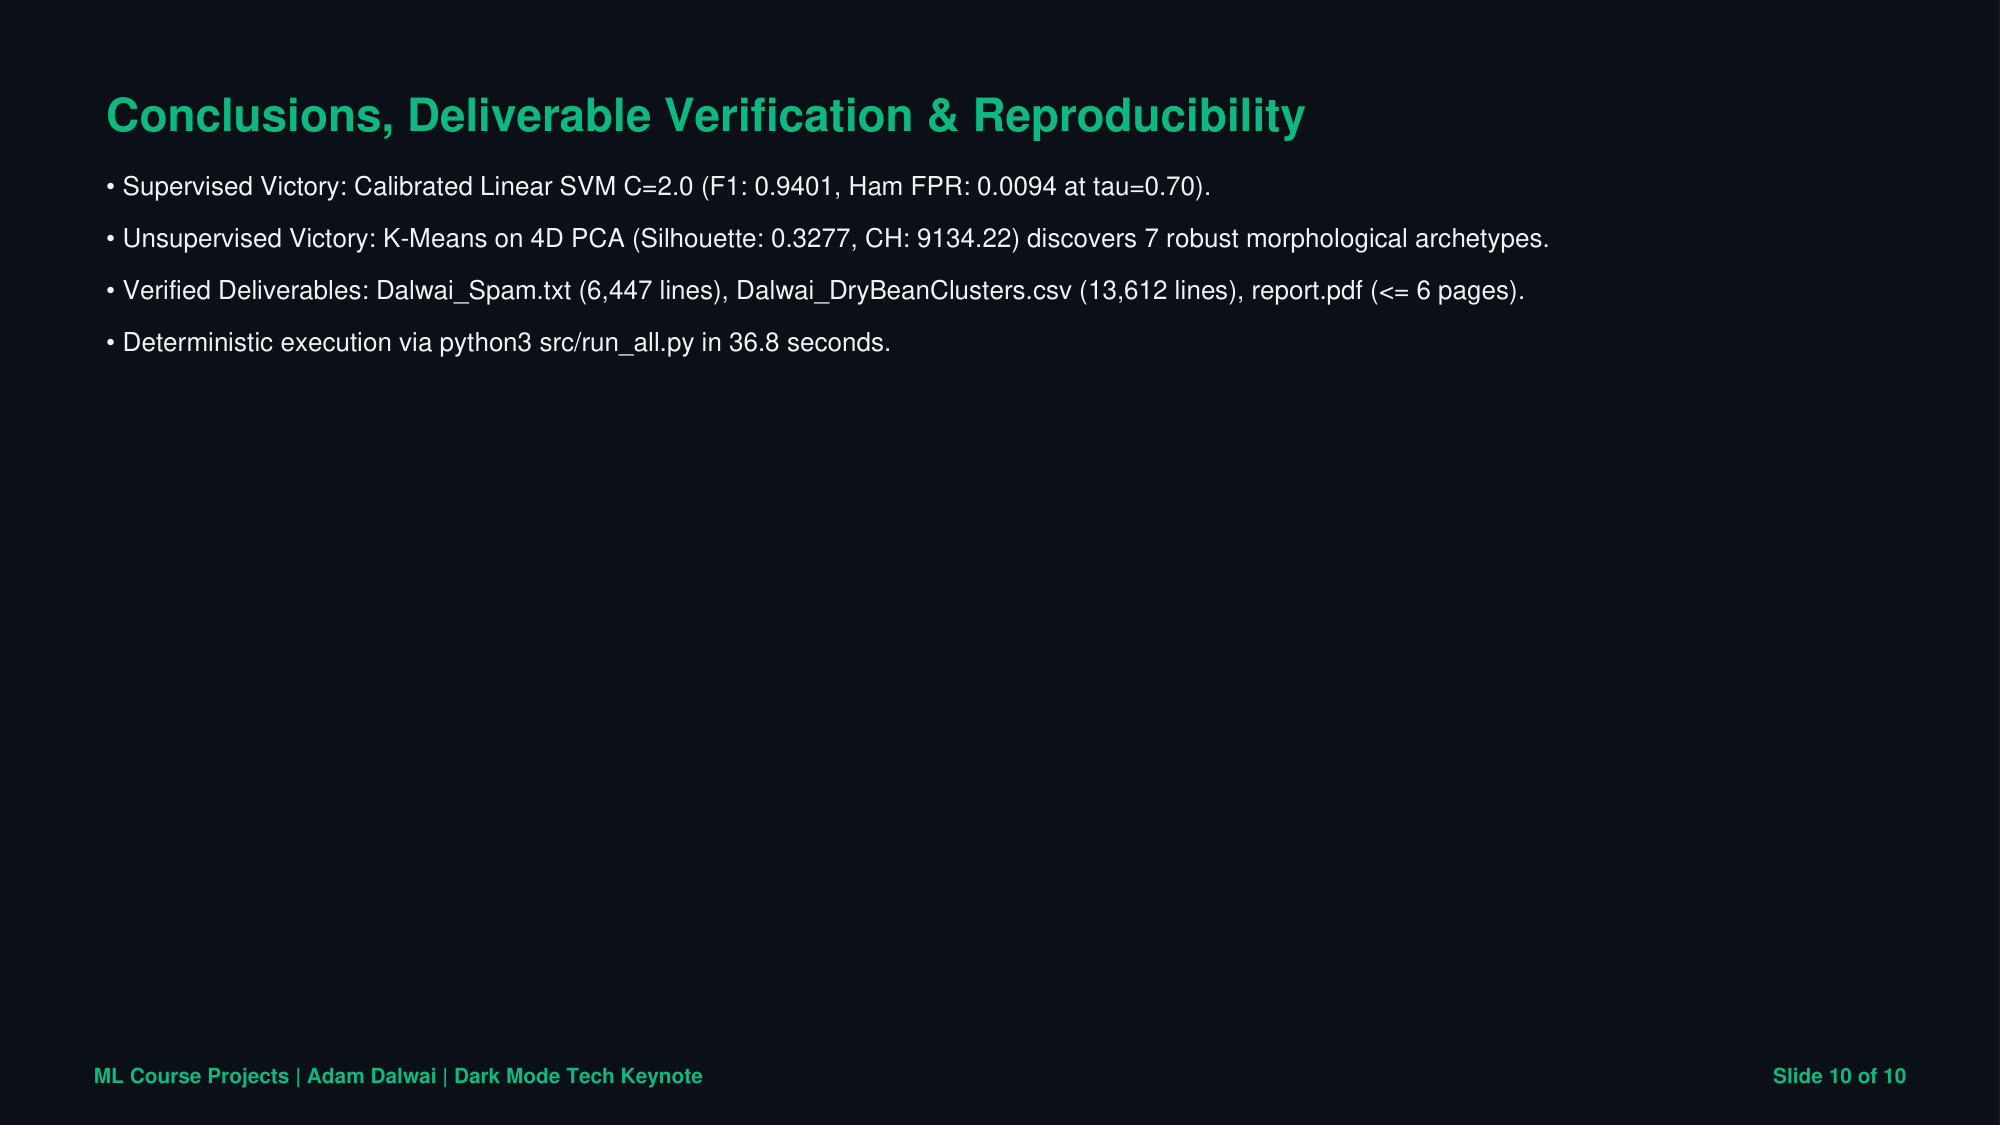 Conclusions, Deliverable Verification & Reproducibility
• Supervised Victory: Calibrated Linear SVM C=2.0 (F1: 0.9401, Ham FPR: 0.0094 at tau=0.70).
• Unsupervised Victory: K-Means on 4D PCA (Silhouette: 0.3277, CH: 9134.22) discovers 7 robust morphological archetypes.
• Verified Deliverables: Dalwai_Spam.txt (6,447 lines), Dalwai_DryBeanClusters.csv (13,612 lines), report.pdf (<= 6 pages).
• Deterministic execution via python3 src/run_all.py in 36.8 seconds.
ML Course Projects | Adam Dalwai | Dark Mode Tech Keynote
Slide 10 of 10